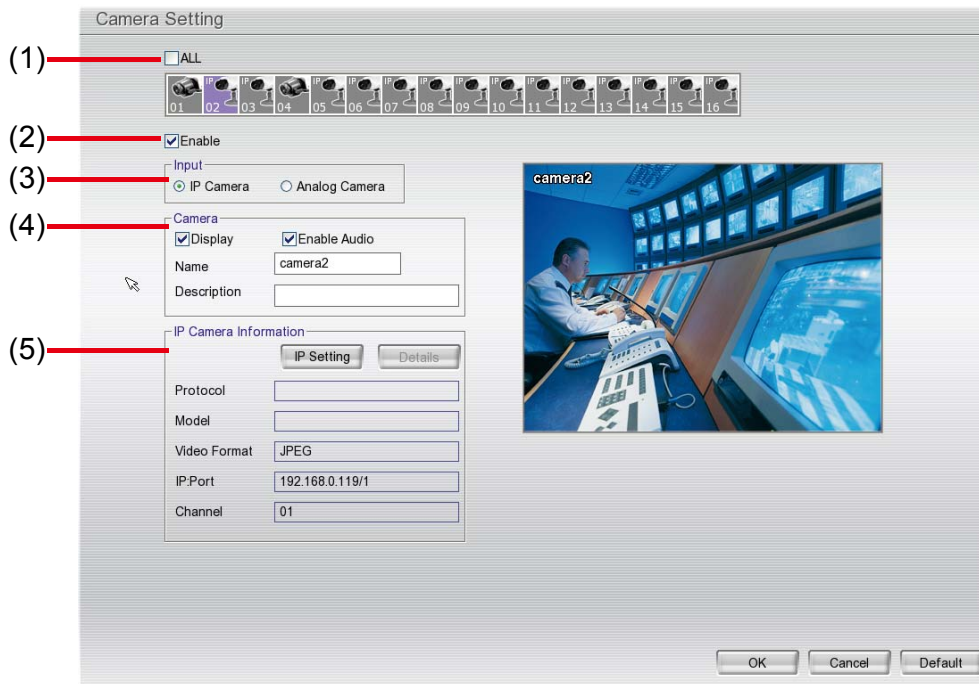 Camera Setting
(1)
ALL
01 IP 02 IP 03 04 IP 05 IP 06 IP 07 IP 08 IP 09 IP 10 IP 11 IP 12 IP 13 IP 14 IP 15 IP 16
(2)
Enable
(3)
Input
IP Camera Analog Camera
(4)
Camera
Display Enable Audio
Name camera2
Description
(5)
IP Camera Information
IP Setting Details
Protocol
Model
Video Format JPEG
IP:Port 192.168.0.119/1
Channel 01
camera2
OK Cancel Default